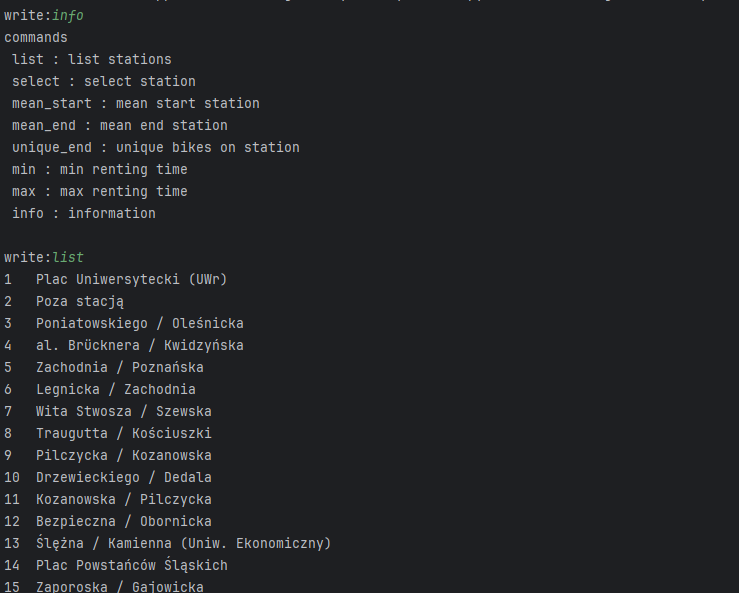 write:info
commands
list : list stations
select : select station
mean_start : mean start station
mean_end : mean end station
unique_end : unique bikes on station
min : min renting time
max : max renting time
info : information
write:list
1 Plac Uniwersytecki (UWr)
2 Poza stacją
3 Poniatowskiego / Oleśnicka
4 al. Brücknera / Kwidzyńska
5 Zachodnia / Poznańska
6 Legnicka / Zachodnia
7 Wita Stwosza / Szewska
8 Traugutta / Kościuszki
9 Pilczycka / Kozanowska
10 Drzewieckiego / Dedala
11 Kozanowska / Pilczycka
12 Bezpieczna / Obornicka
13 Ślężna / Kamienna (Uniw. Ekonomiczny)
14 Plac Powstańców Śląskich
15 Zaporoska / Gajowicka